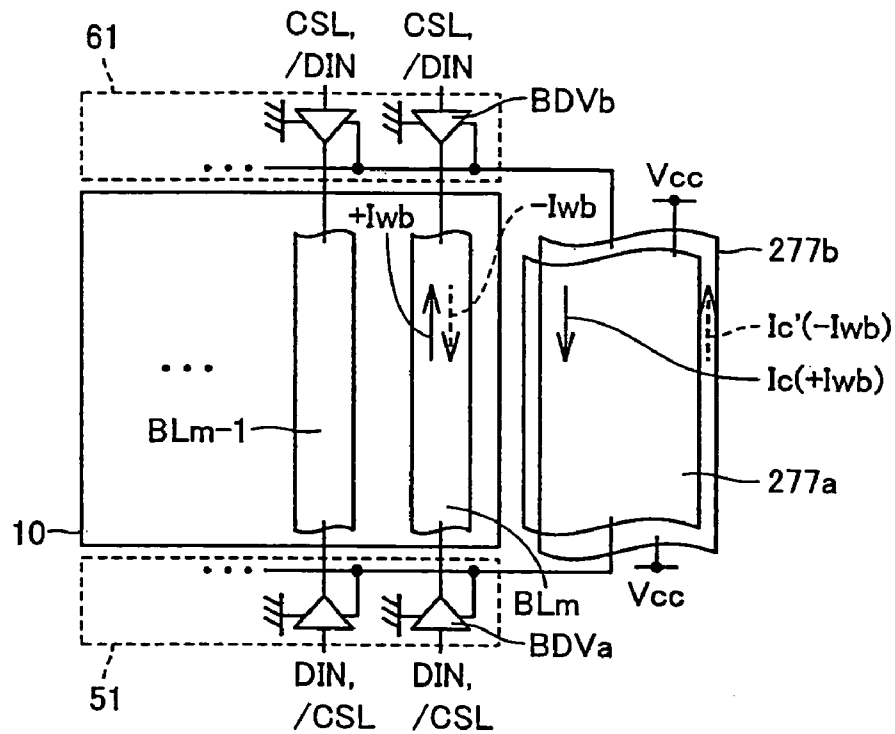 CSL,
/DIN
CSL,
/DIN
61
BDVb
Vcc
+Iwb
-Iwb
277b
Ic'(-Iwb)
Ic(+Iwb)
BLm-1
277a
10
BLm
Vcc
BDVa
51
DIN,
/CSL
DIN,
/CSL